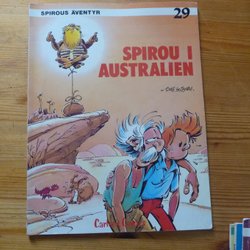 SPIROUS ÄVENTYR 29
SPIROU I
AUSTRALIEN